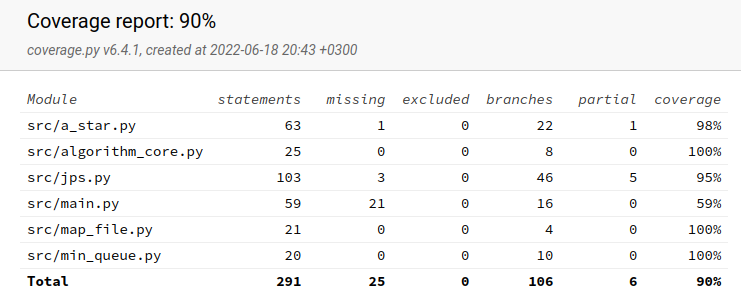 Coverage report: 90%
coverage.py v6.4.1, created at 2022-06-18 20:43 +0300
Module statements missing excluded branches partial coverage
src/a_star.py 63 1 0 22 1 98%
src/algorithm_core.py 25 0 0 8 0 100%
src/jps.py 103 3 0 46 5 95%
src/main.py 59 21 0 16 0 59%
src/map_file.py 21 0 0 4 0 100%
src/min_queue.py 20 0 0 10 0 100%
Total 291 25 0 106 6 90%